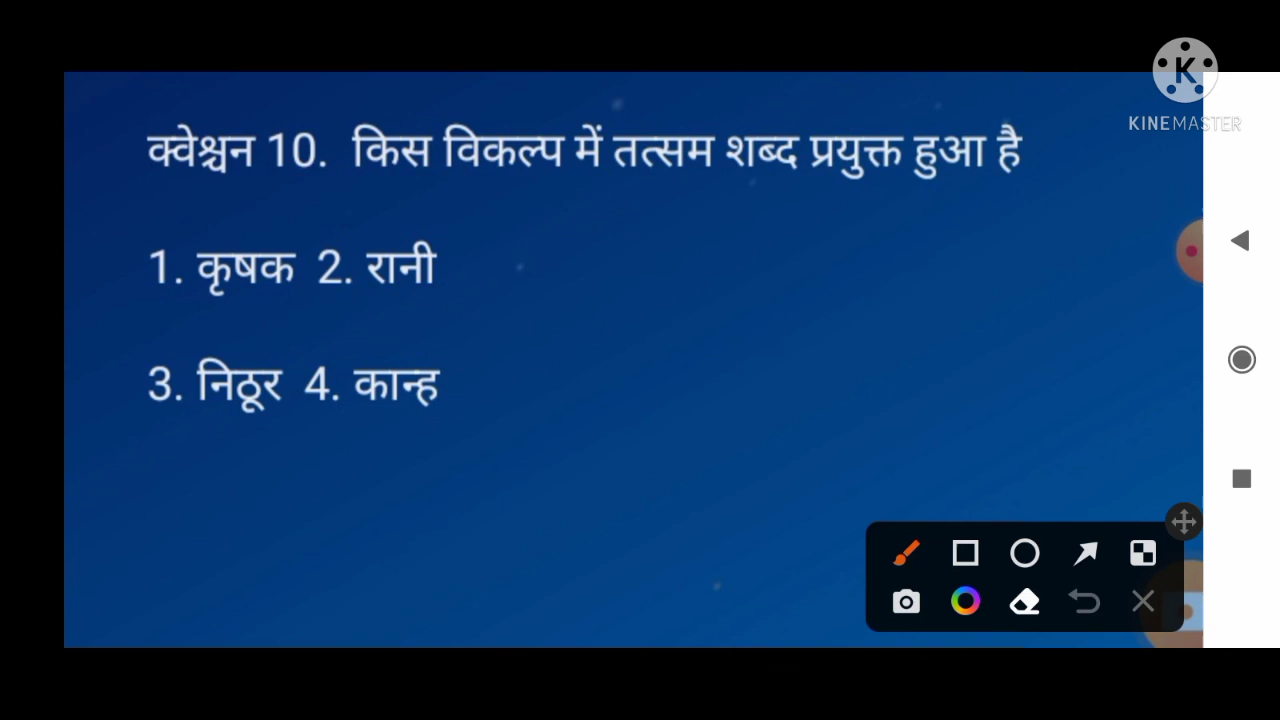 K
KINEMASTER
क्वेश्चन 10. किस विकल्प में तत्सम शब्द प्रयुक्त हुआ है
1. कृषक 2. रानी
3. निठूर 4. कान्ह